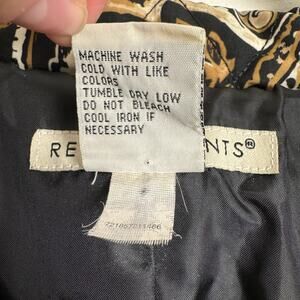 MACHINE WASH
COLD WITH LIKE
COLORS
TUMBLE DRY LOW
DO NOT BLEACH
COOL IRON IF
NECESSARY